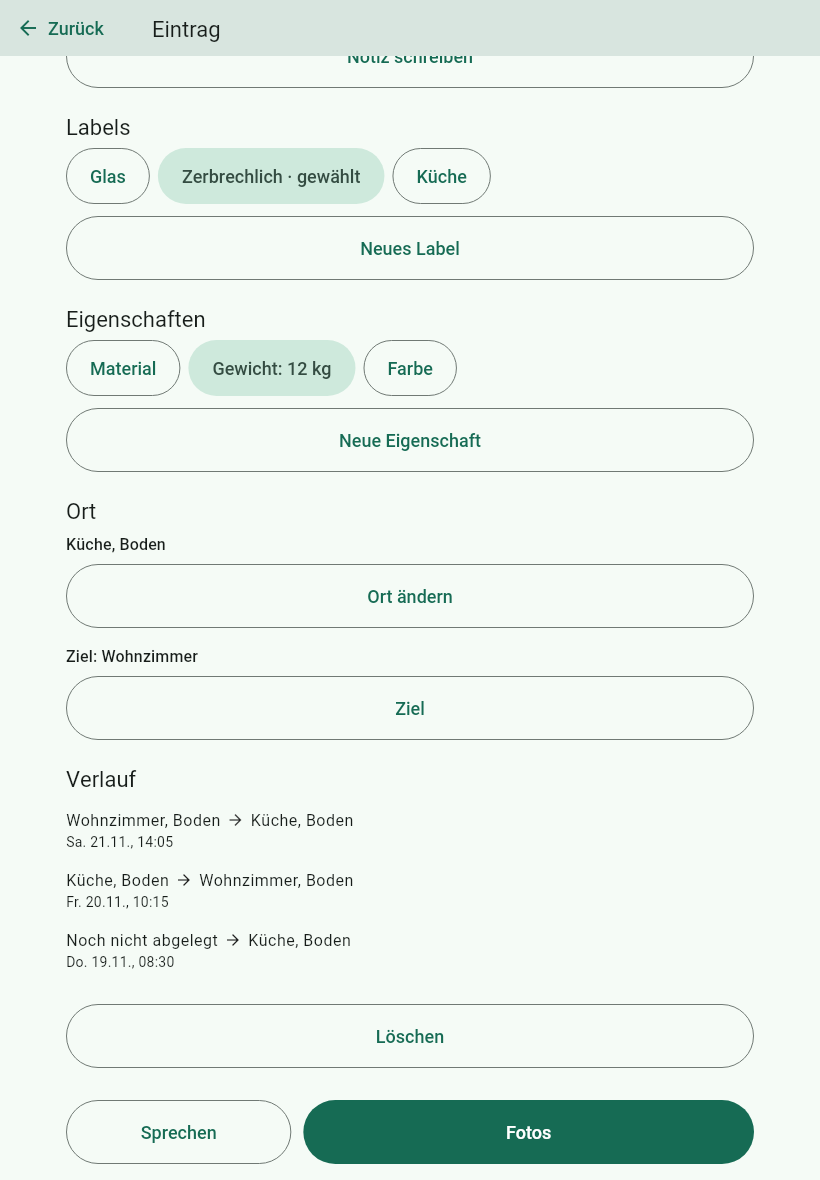 Zurück
Eintrag
Notiz schreiben
Labels
Glas
Zerbrechlich · gewählt
Küche
Neues Label
Eigenschaften
Material
Gewicht: 12 kg
Farbe
Neue Eigenschaft
Ort
Küche, Boden
Ort ändern
Ziel: Wohnzimmer
Ziel
Verlauf
Wohnzimmer, Boden → Küche, Boden
Sa. 21.11., 14:05
Küche, Boden → Wohnzimmer, Boden
Fr. 20.11., 10:15
Noch nicht abgelegt → Küche, Boden
Do. 19.11., 08:30
Löschen
Sprechen
Fotos